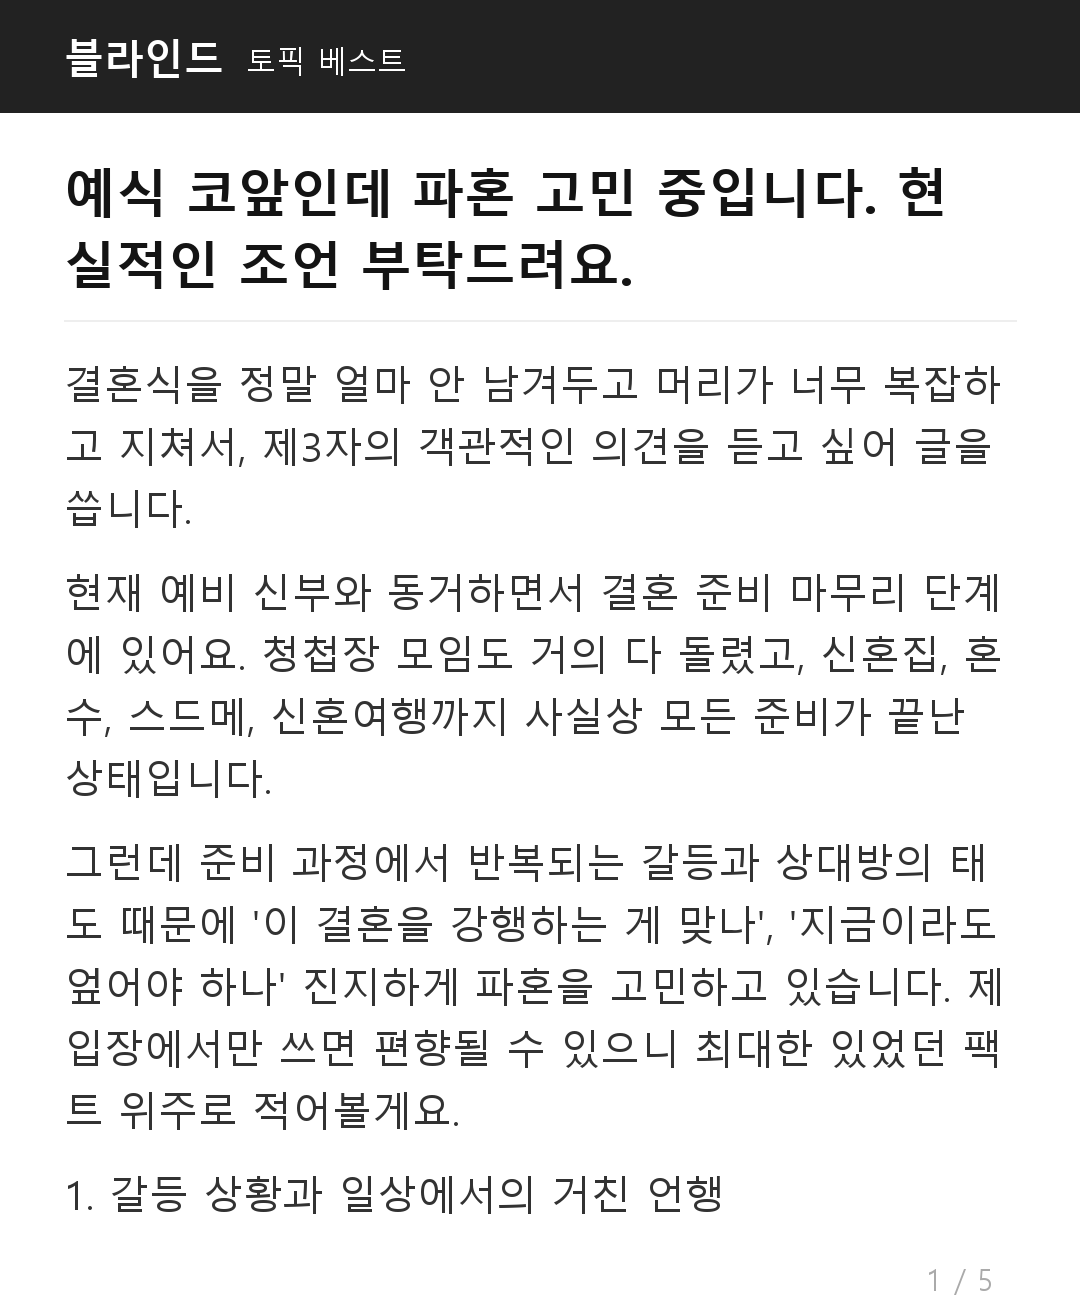 블라인드 토픽 베스트
예식 코앞인데 파혼 고민 중입니다. 현
실적인 조언 부탁드려요.
결혼식을 정말 얼마 안 남겨두고 머리가 너무 복잡하
고 지쳐서, 제3자의 객관적인 의견을 듣고 싶어 글을
씁니다.
현재 예비 신부와 동거하면서 결혼 준비 마무리 단계
에 있어요. 청첩장 모임도 거의 다 돌렸고, 신혼집, 혼
수, 스드메, 신혼여행까지 사실상 모든 준비가 끝난
상태입니다.
그런데 준비 과정에서 반복되는 갈등과 상대방의 태
도 때문에 '이 결혼을 강행하는 게 맞나', '지금이라도
엎어야 하나' 진지하게 파혼을 고민하고 있습니다. 제
입장에서만 쓰면 편향될 수 있으니 최대한 있었던 팩
트 위주로 적어볼게요.
1. 갈등 상황과 일상에서의 거친 언행
1 / 5